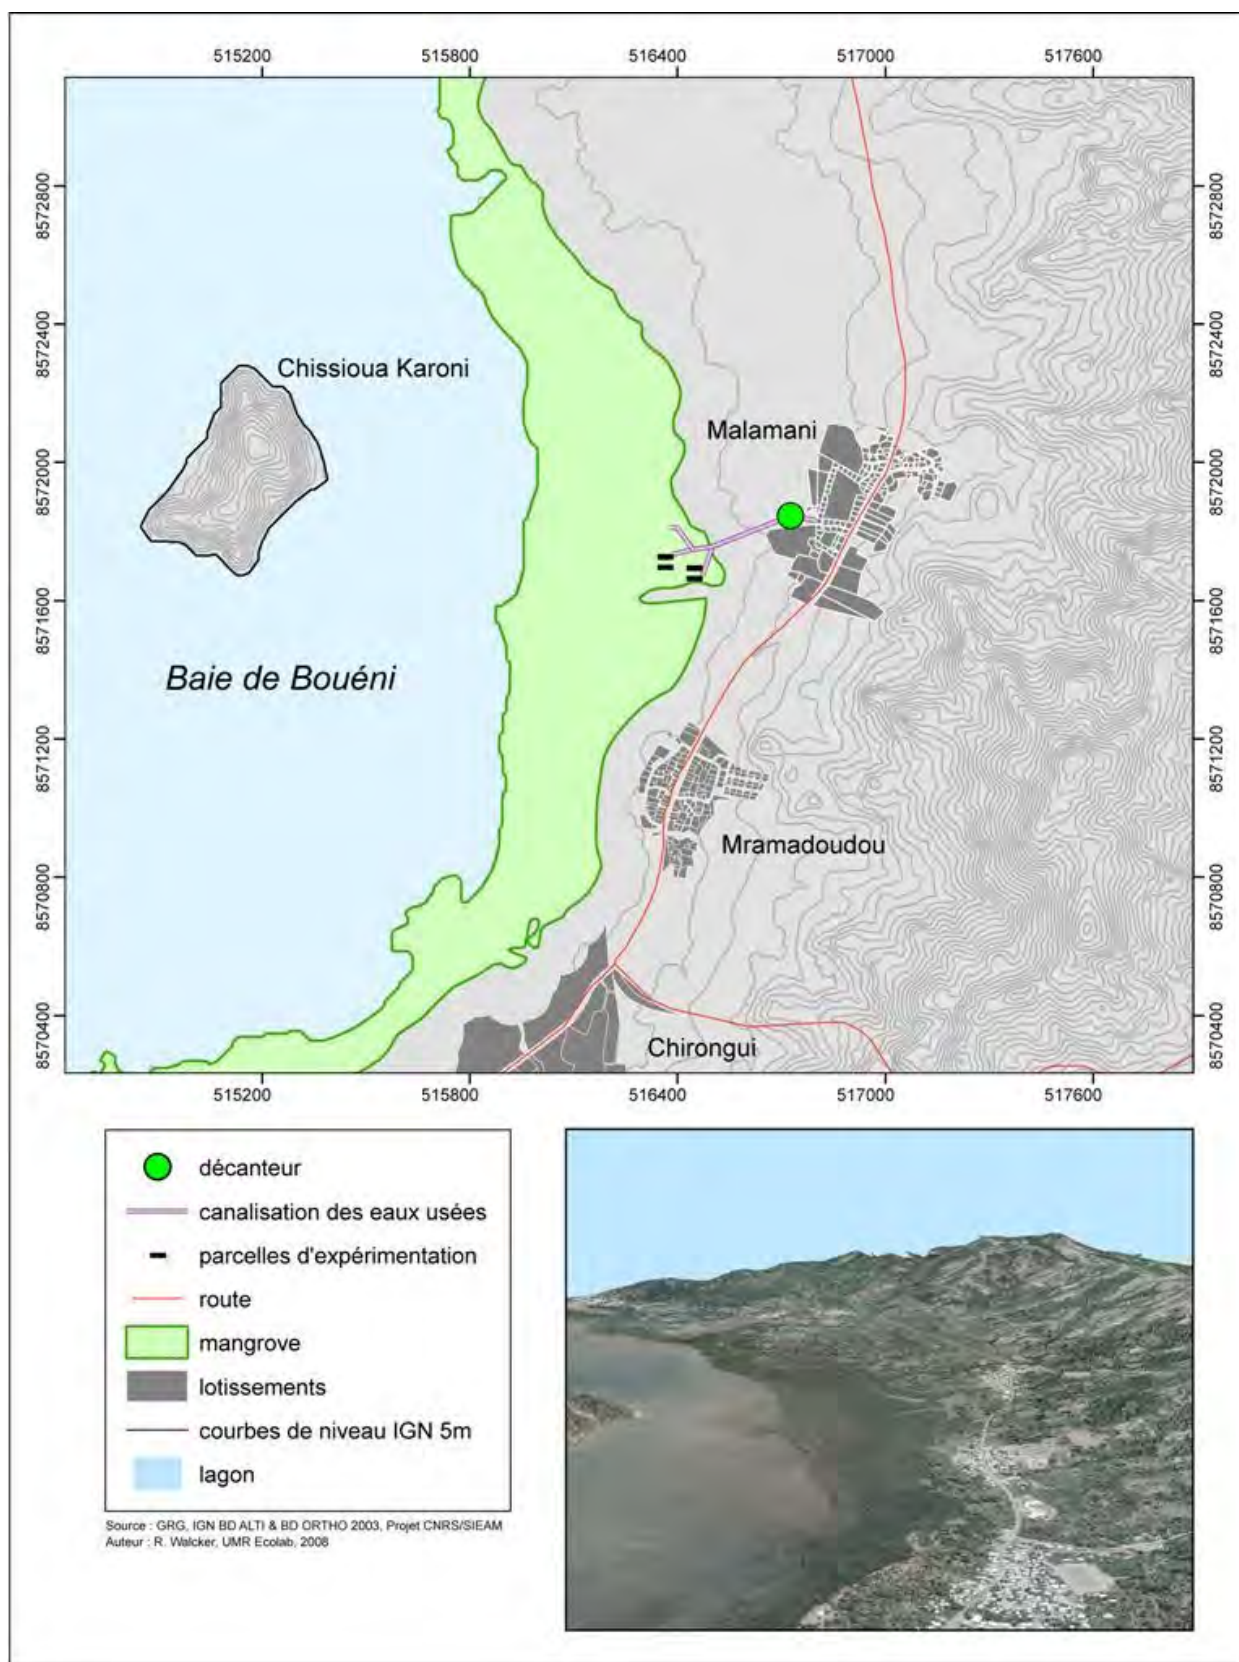 515200 515800 516400 517000 517600
8572800 8572800
8572400 8572400
Chissioua Karoni
Malamani
8572000 8572000
8571600 8571600
Baie de Bouéni
8571200 8571200
Mramadoudou
8570800 8570800
8570400 8570400
Chirongui
515200 515800 516400 517000 517600
décanteur
canalisation des eaux usées
parcelles d'expérimentation
route
mangrove
lotissements
courbes de niveau IGN 5m
lagon
Source : GRG, IGN BD ALTI & BD ORTHO 2003, Projet CNRS/SIEAM
Auteur : R. Walcker, UMR Ecolab, 2008